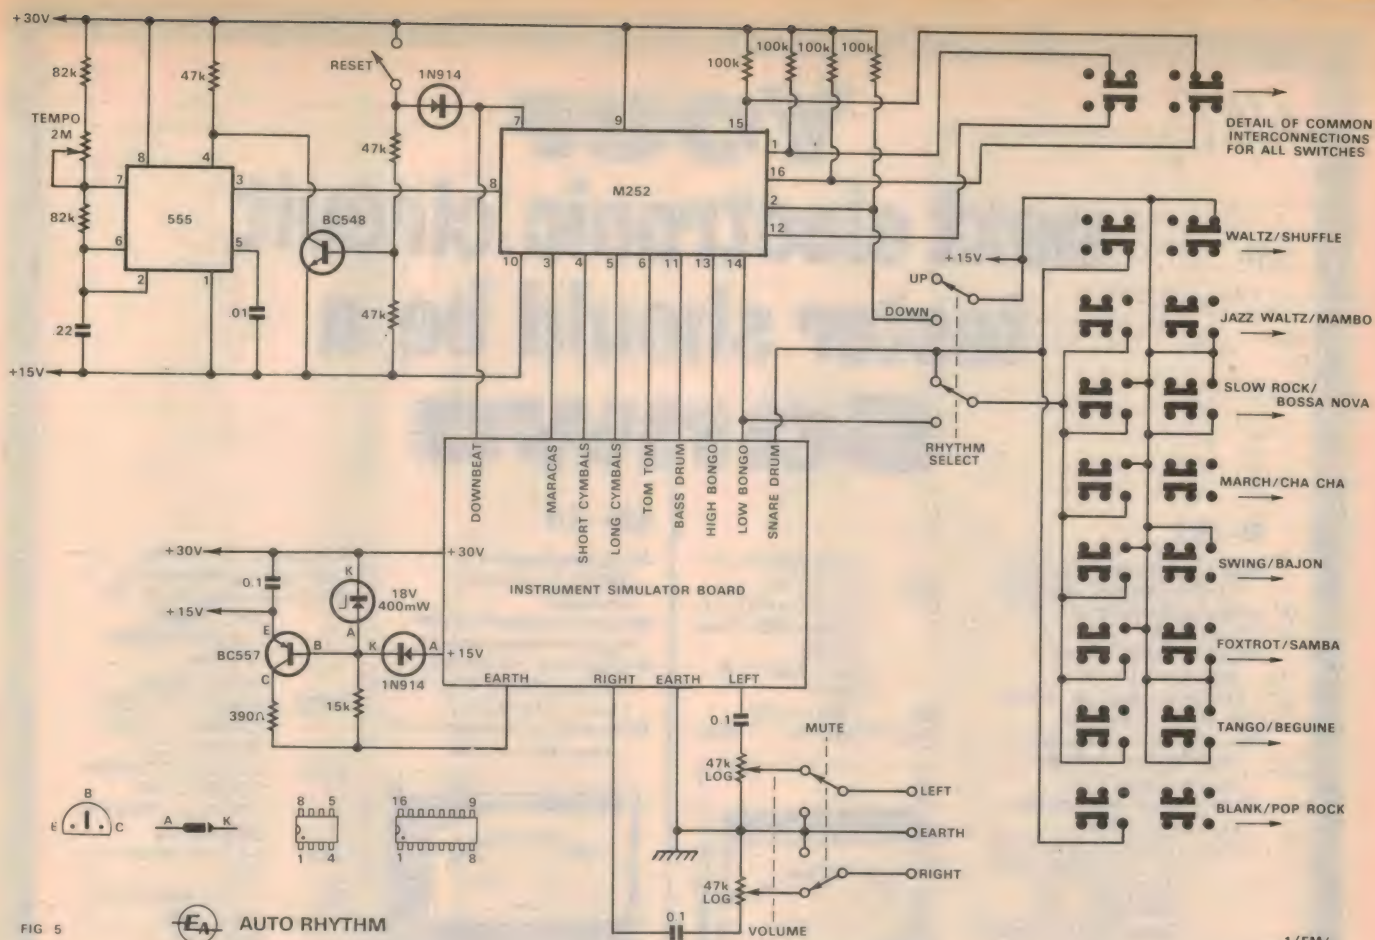 +30V
82k
TEMPO
2M
82k
.22
+15V
8
4
7
3
555
6
5
2
1
.01
47k
BC548
RESET
1N914
47k
47k
7
9
15
8
M252
1
16
2
12
10
3
4
5
6
11
13
14
100k
100k
100k
100k
DETAIL OF COMMON
INTERCONNECTIONS
FOR ALL SWITCHES
+15V
UP
DOWN
RHYTHM
SELECT
WALTZ/SHUFFLE
JAZZ WALTZ/MAMBO
SLOW ROCK/
BOSSA NOVA
MARCH/CHA CHA
SWING/BAJON
FOXTROT/SAMBA
TANGO/BEGUINE
BLANK/POP ROCK
DOWNBEAT
MARACAS
SHORT CYMBALS
LONG CYMBALS
TOM TOM
BASS DRUM
HIGH BONGO
LOW BONGO
SNARE DRUM
+30V
INSTRUMENT SIMULATOR BOARD
+15V
EARTH
RIGHT
EARTH
LEFT
+30V
0.1
+15V
K
18V
400mW
A
E
B
C
BC557
K
A
1N914
390Ω
15k
0.1
MUTE
47k
LOG
LEFT
EARTH
RIGHT
47k
LOG
0.1
VOLUME
B
E
C
A
K
8
5
1
4
16
9
1
8
FIG 5
EA
AUTO RHYTHM